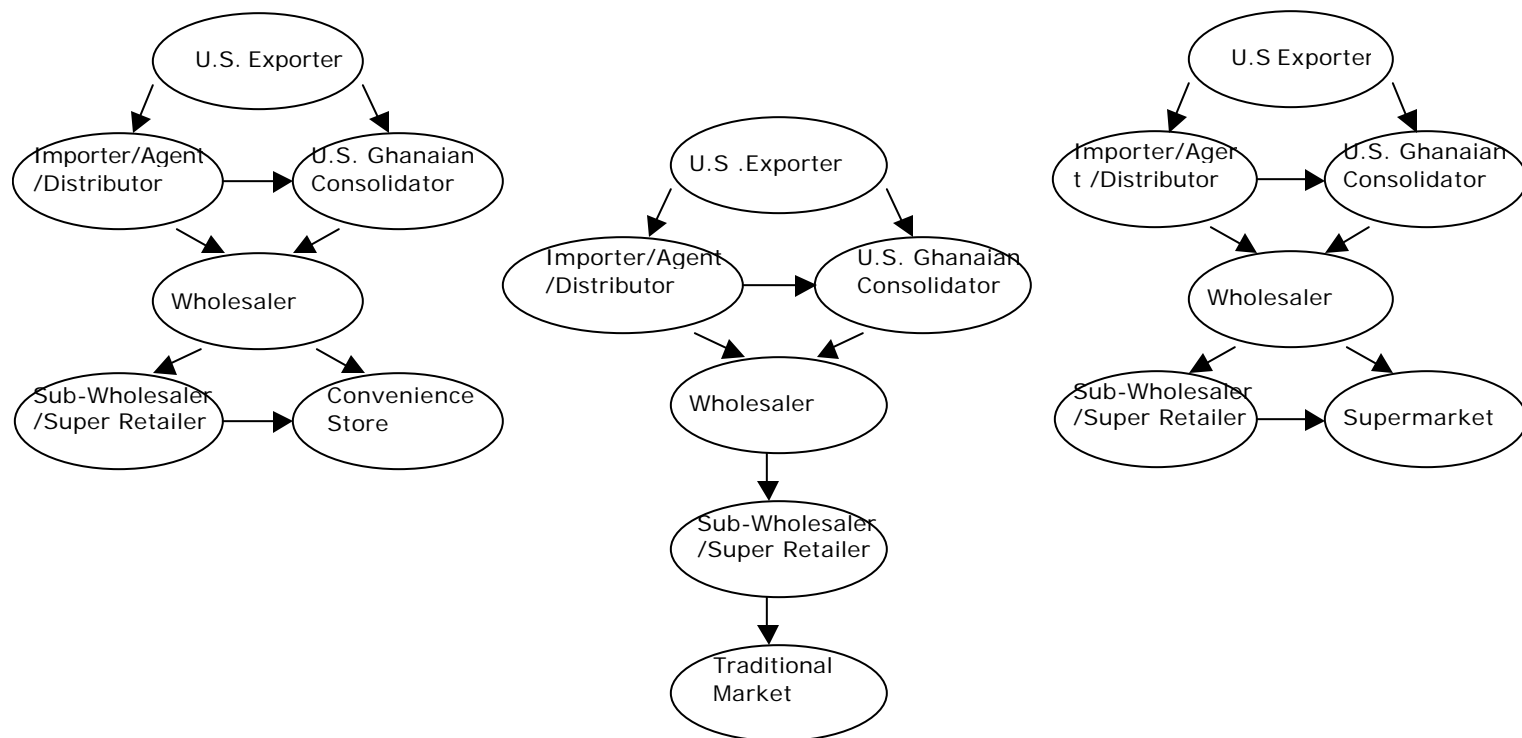 U.S. Exporter
Importer/Agent
/Distributor
U.S. Ghanaian
Consolidator
Wholesaler
Sub-Wholesaler
/Super Retailer
Convenience
Store
U.S .Exporter
Importer/Agent
/Distributor
U.S. Ghanaian
Consolidator
Wholesaler
Sub-Wholesaler
/Super Retailer
Traditional
Market
U.S Exporter
Importer/Agen
t /Distributor
U.S. Ghanaian
Consolidator
Wholesaler
Sub-Wholesaler
/Super Retailer
Supermarket